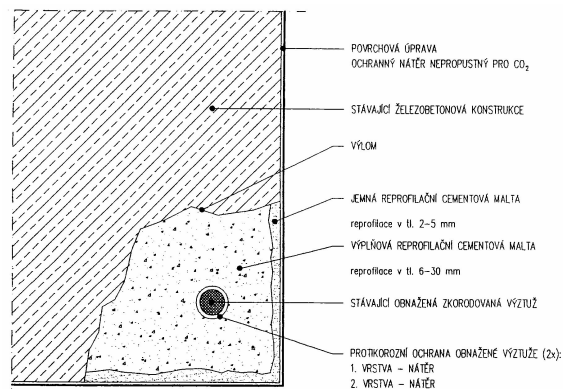 POVRCHOVÁ ÚPRAVA
OCHRANNÝ NÁTĚR NEPROPUSTNÝ PRO CO₂
STÁVAJÍCÍ ŽELEZOBETONOVÁ KONSTRUKCE
VÝLOM
JEMNÁ REPROFILAČNÍ CEMENTOVÁ MALTA
reprofilace v tl. 2–5 mm
VÝPLŇOVÁ REPROFILAČNÍ CEMENTOVÁ MALTA
reprofilace v tl. 6–30 mm
STÁVAJÍCÍ OBNAŽENÁ ZKORODOVANÁ VÝZTUŽ
PROTIKOROZNÍ OCHRANA OBNAŽENÉ VÝZTUŽE (2x):
1. VRSTVA – NÁTĚR
2. VRSTVA – NÁTĚR